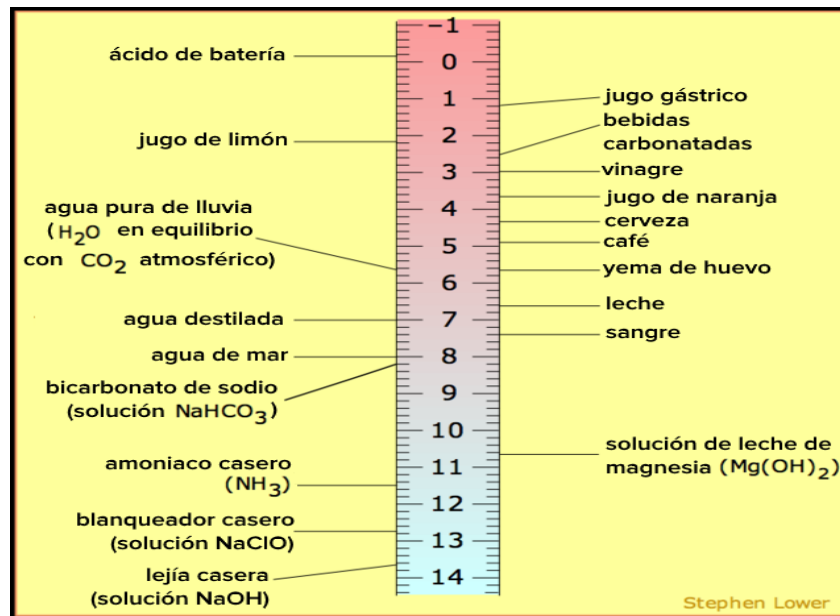 ácido de batería
jugo de limón
agua pura de lluvia
(H₂O en equilibrio
con CO₂ atmosférico)
agua destilada
agua de mar
bicarbonato de sodio
(solución NaHCO₃)
amoniaco casero
(NH₃)
blanqueador casero
(solución NaClO)
lejía casera
(solución NaOH)
−1
0
1
2
3
4
5
6
7
8
9
10
11
12
13
14
jugo gástrico
bebidas
carbonatadas
vinagre
jugo de naranja
cerveza
café
yema de huevo
leche
sangre
solución de leche de
magnesia (Mg(OH)₂)
Stephen Lower